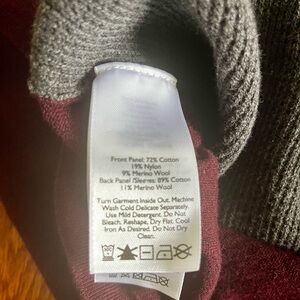 Front Panel: 72% Cotton
19% Nylon
9% Merino Wool
Back Panel /Sleeves: 89% Cotton
11% Merino Wool
Turn Garment Inside Out. Machine
Wash Cold Delicate Separately.
Use Mild Detergent. Do Not
Bleach. Reshape, Dry Flat. Cool
Iron As Desired. Do Not Dry
Clean.